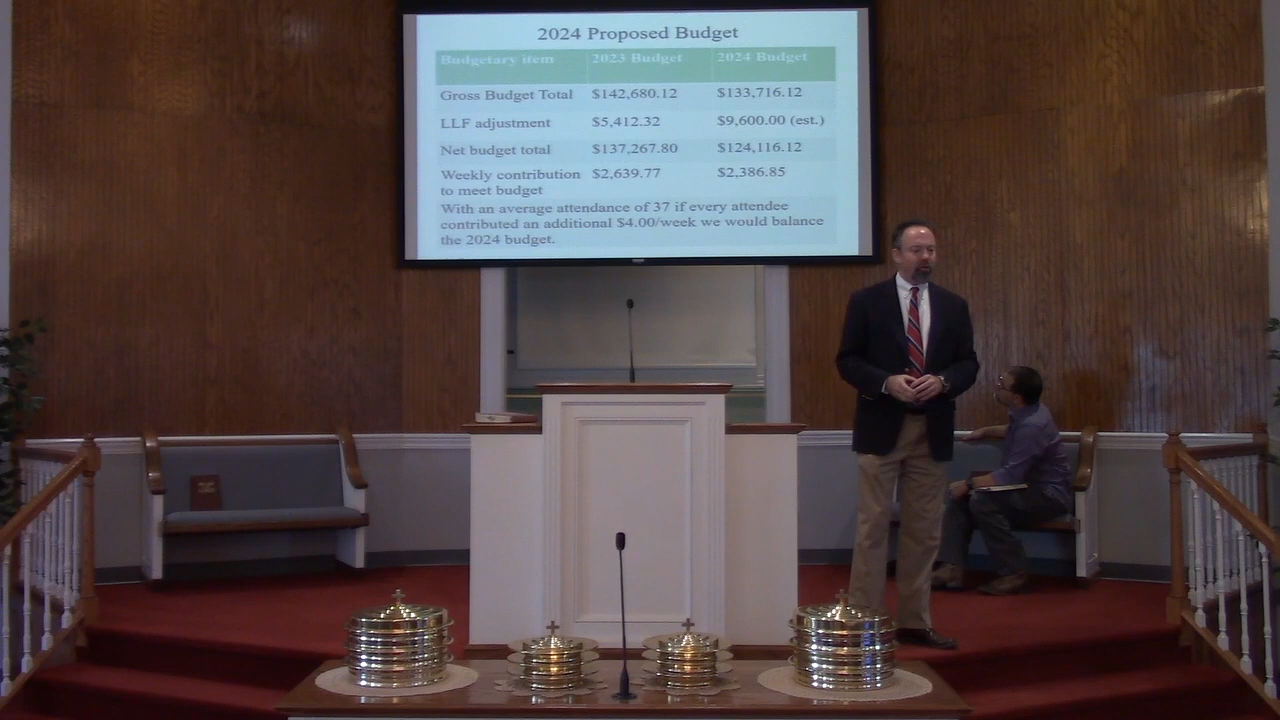 2024 Proposed Budget
Budgetary item 2023 Budget 2024 Budget
Gross Budget Total $142,680.12 $133,716.12
LLF adjustment $5,412.32 $9,600.00 (est.)
Net budget total $137,267.80 $124,116.12
Weekly contribution $2,639.77 $2,386.85
to meet budget
With an average attendance of 37 if every attendee
contributed an additional $4.00/week we would balance
the 2024 budget.